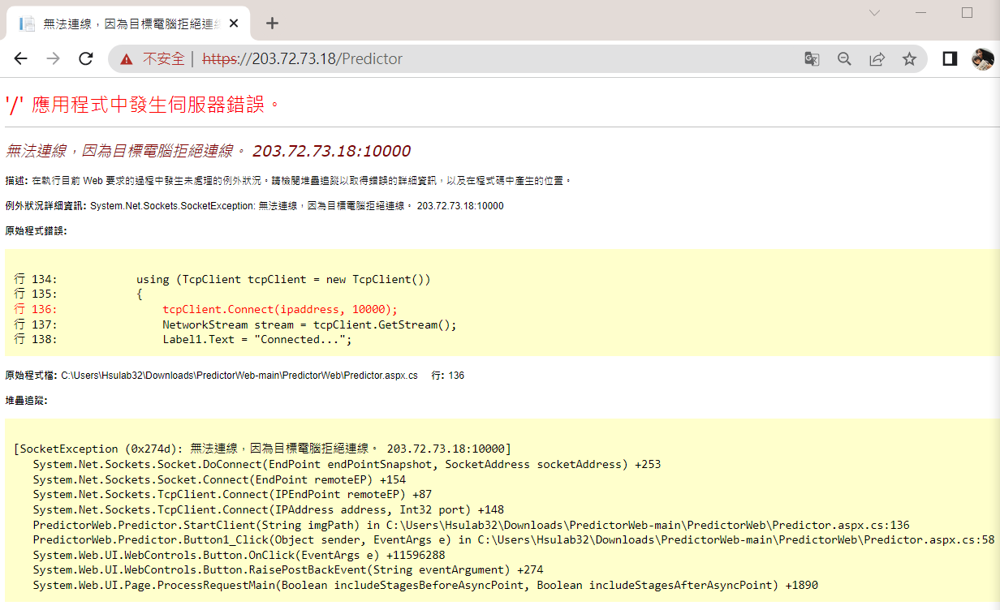 無法連線，因為目標電腦拒絕連
不安全 | https://203.72.73.18/Predictor
'/' 應用程式中發生伺服器錯誤。
無法連線，因為目標電腦拒絕連線。 203.72.73.18:10000
描述: 在執行目前 Web 要求的過程中發生未處理的例外狀況。請檢閱堆疊追蹤以取得錯誤的詳細資訊，以及在程式碼中產生的位置。
例外狀況詳細資訊: System.Net.Sockets.SocketException: 無法連線，因為目標電腦拒絕連線。 203.72.73.18:10000
原始程式錯誤:
行 134:            using (TcpClient tcpClient = new TcpClient())
行 135:            {
行 136:                tcpClient.Connect(ipaddress, 10000);
行 137:                NetworkStream stream = tcpClient.GetStream();
行 138:                Label1.Text = "Connected...";
原始程式檔: C:\Users\Hsulab32\Downloads\PredictorWeb-main\PredictorWeb\Predictor.aspx.cs    行: 136
堆疊追蹤:
[SocketException (0x274d): 無法連線，因為目標電腦拒絕連線。 203.72.73.18:10000]
   System.Net.Sockets.Socket.DoConnect(EndPoint endPointSnapshot, SocketAddress socketAddress) +253
   System.Net.Sockets.Socket.Connect(EndPoint remoteEP) +154
   System.Net.Sockets.TcpClient.Connect(IPEndPoint remoteEP) +87
   System.Net.Sockets.TcpClient.Connect(IPAddress address, Int32 port) +148
   PredictorWeb.Predictor.StartClient(String imgPath) in C:\Users\Hsulab32\Downloads\PredictorWeb-main\PredictorWeb\Predictor.aspx.cs:136
   PredictorWeb.Predictor.Button1_Click(Object sender, EventArgs e) in C:\Users\Hsulab32\Downloads\PredictorWeb-main\PredictorWeb\Predictor.aspx.cs:58
   System.Web.UI.WebControls.Button.OnClick(EventArgs e) +11596288
   System.Web.UI.WebControls.Button.RaisePostBackEvent(String eventArgument) +274
   System.Web.UI.Page.ProcessRequestMain(Boolean includeStagesBeforeAsyncPoint, Boolean includeStagesAfterAsyncPoint) +1890